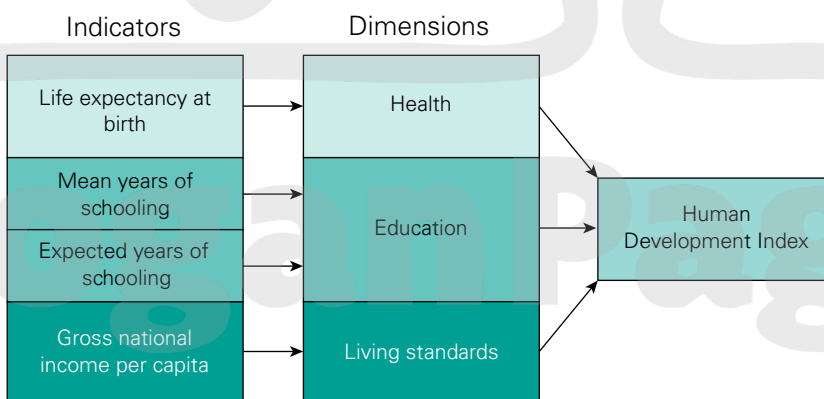 Indicators
Dimensions
Life expectancy at
birth
Health
Mean years of
schooling
Expected years of
schooling
Education
Gross national
income per capita
Living standards
Human
Development Index
oganPag